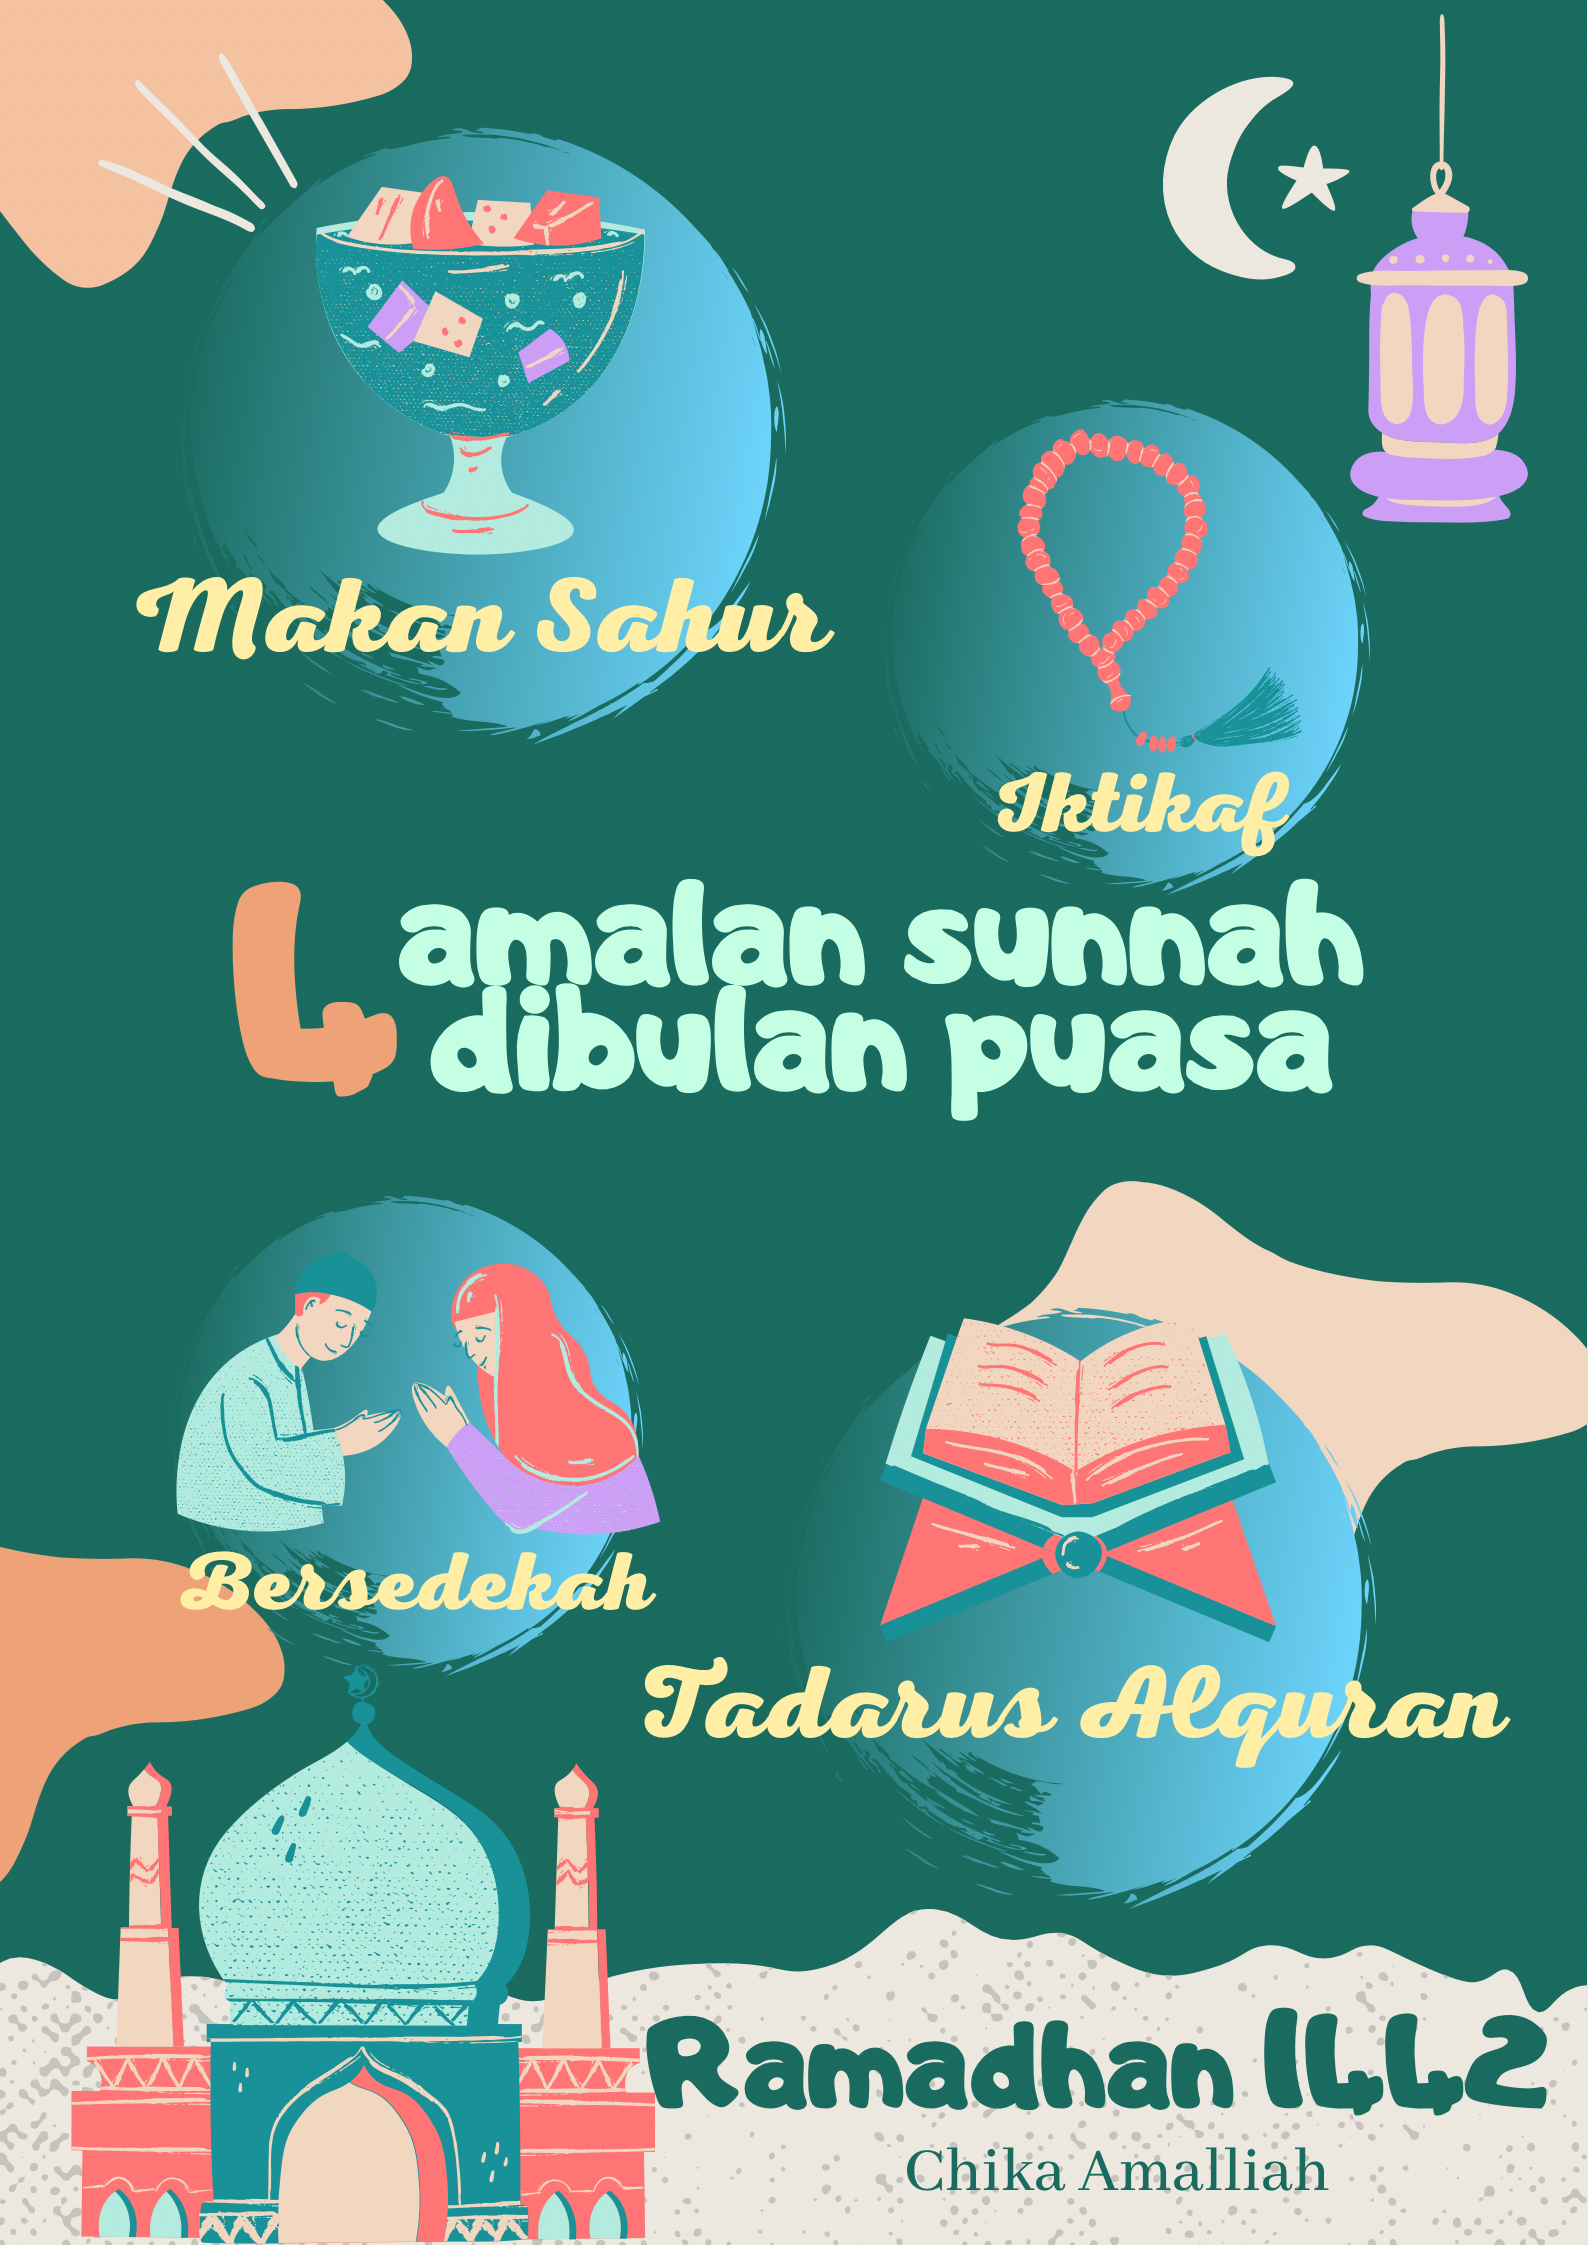 Makan Sahur
Iktikaf
4 amalan sunnah
dibulan puasa
Bersedekah
Tadarus Alquran
Ramadhan 1442
Chika Amalliah